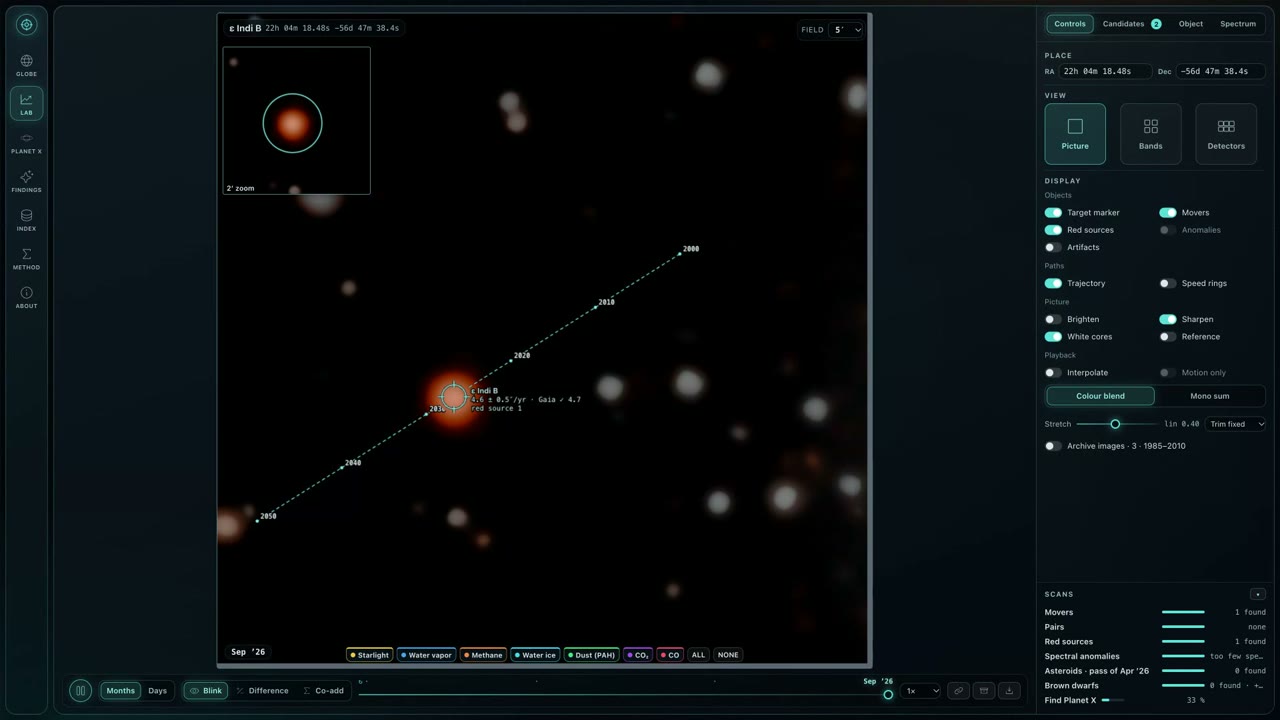 ε Indi B 22h 04m 18.48s −56d 47m 38.4s
FIELD 5′
2′ zoom
GLOBE
LAB
PLANET X
FINDINGS
INDEX
METHOD
ABOUT
2000
2010
2020
ε Indi B
4.6 ± 0.5″/yr · Gaia ✓ 4.7
red source 1
2030
2040
2050
Sep ’26
Starlight
Water vapor
Methane
Water ice
Dust (PAH)
CO₂
CO
ALL
NONE
Months
Days
Blink
Difference
Co-add
Sep ’26
1x
Controls
Candidates 2
Object
Spectrum
PLACE
RA 22h 04m 18.48s Dec −56d 47m 38.4s
VIEW
Picture
Bands
Detectors
DISPLAY
Objects
Target marker
Movers
Red sources
Anomalies
Artifacts
Paths
Trajectory
Speed rings
Picture
Brighten
Sharpen
White cores
Reference
Playback
Interpolate
Motion only
Colour blend
Mono sum
Stretch lin 0.40 Trim fixed
Archive images · 3 · 1985–2010
SCANS
Movers 1 found
Pairs none
Red sources 1 found
Spectral anomalies too few spe…
Asteroids · pass of Apr ’26 0 found
Brown dwarfs 0 found · +…
Find Planet X 33 %